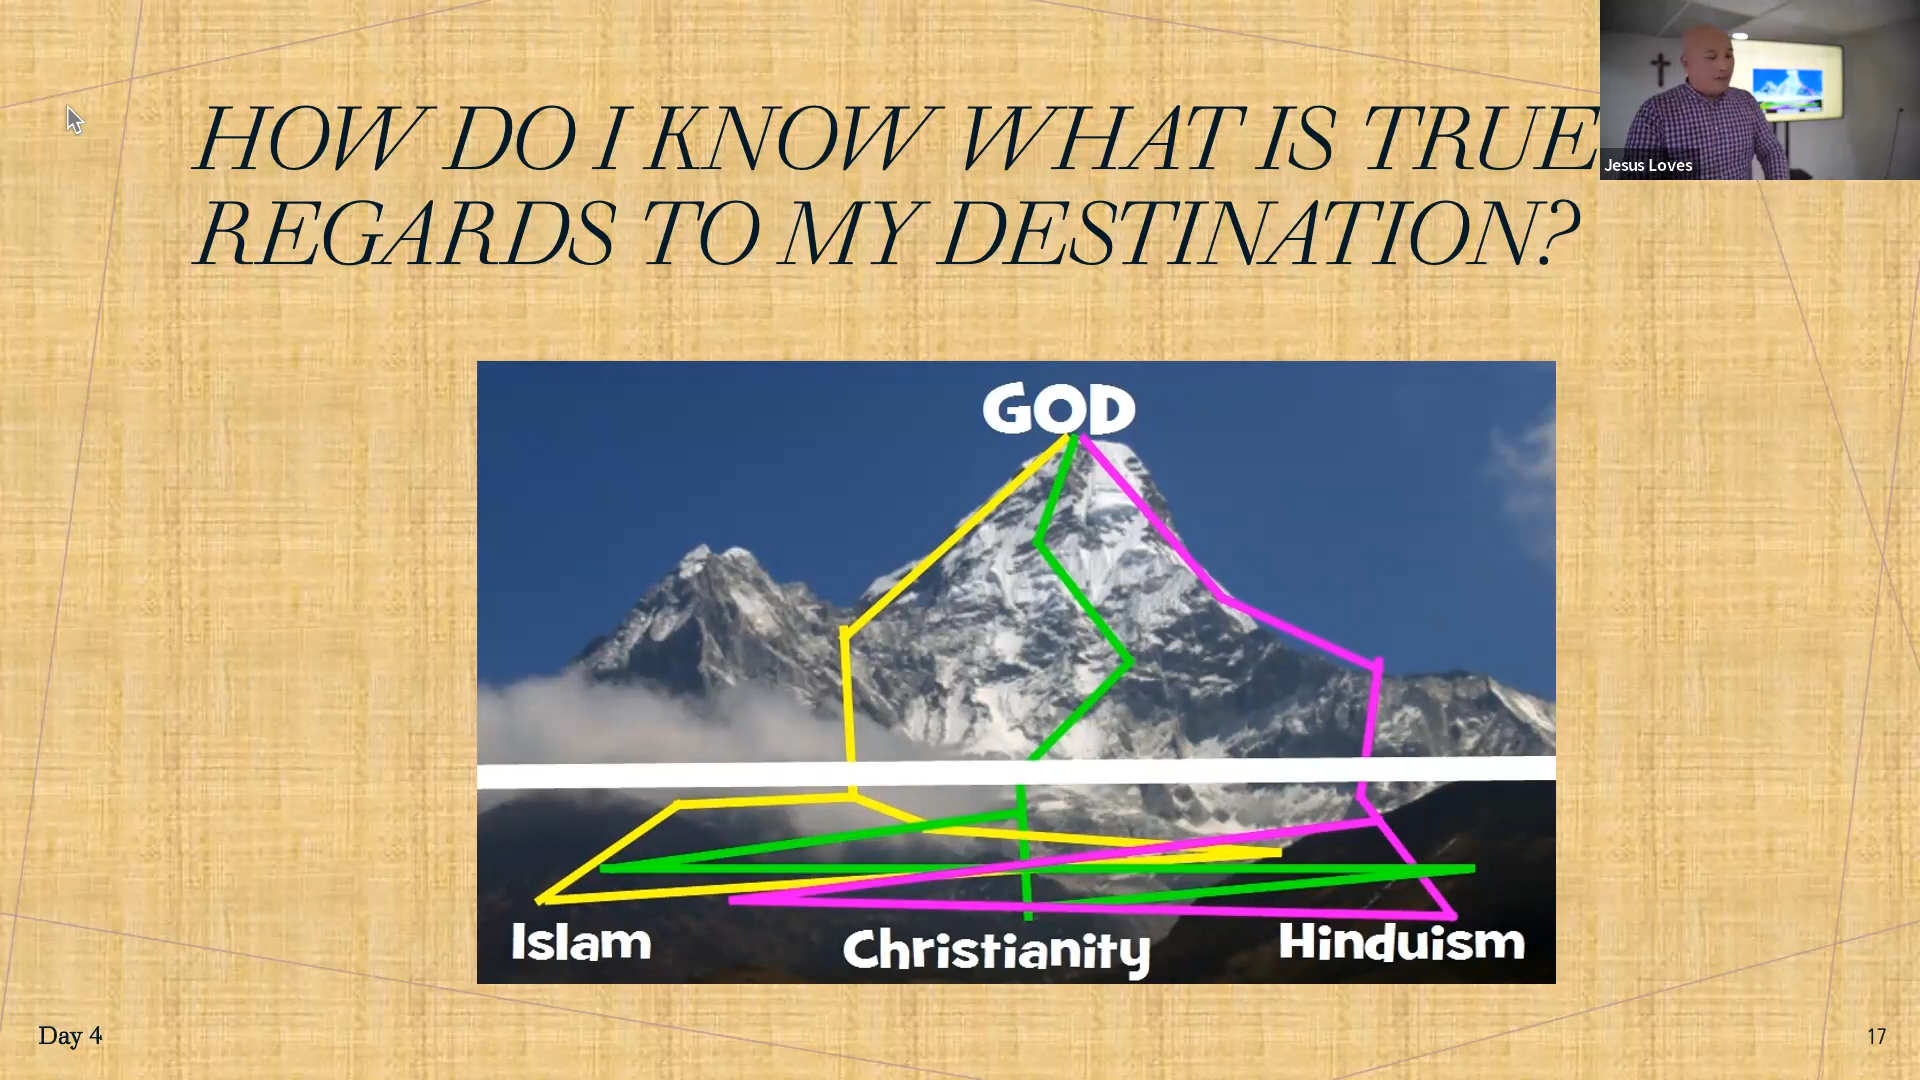 HOW DO I KNOW WHAT IS TRUE
REGARDS TO MY DESTINATION?
Jesus Loves
GOD
Islam
Christianity
Hinduism
Day 4
17